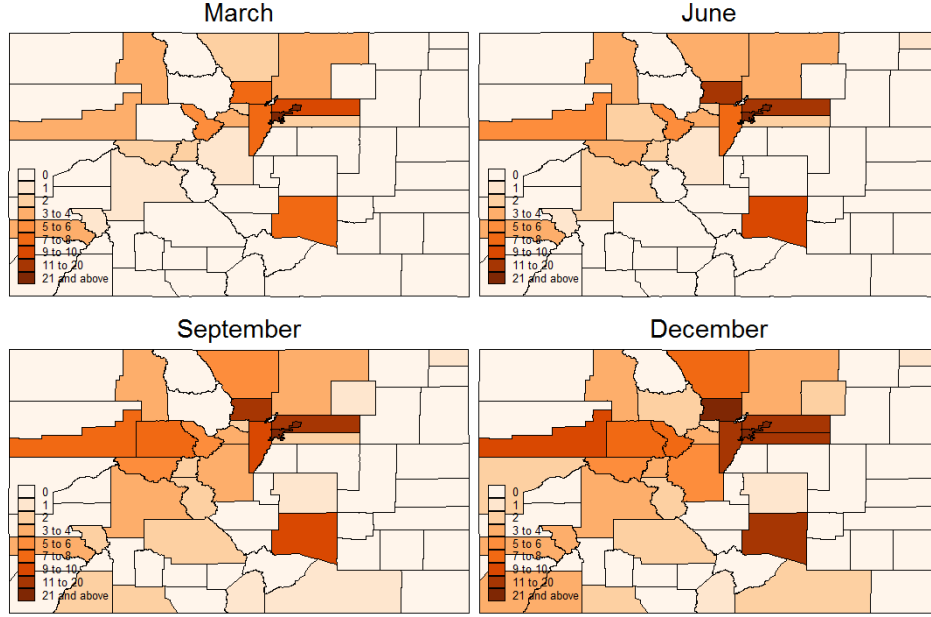 March
June
0
1
2
3 to 4
5 to 6
7 to 8
9 to 10
11 to 20
21 and above
0
1
2
3 to 4
5 to 6
7 to 8
9 to 10
11 to 20
21 and above
September
December
0
1
2
3 to 4
5 to 6
7 to 8
9 to 10
11 to 20
21 and above
0
1
2
3 to 4
5 to 6
7 to 8
9 to 10
11 to 20
21 and above